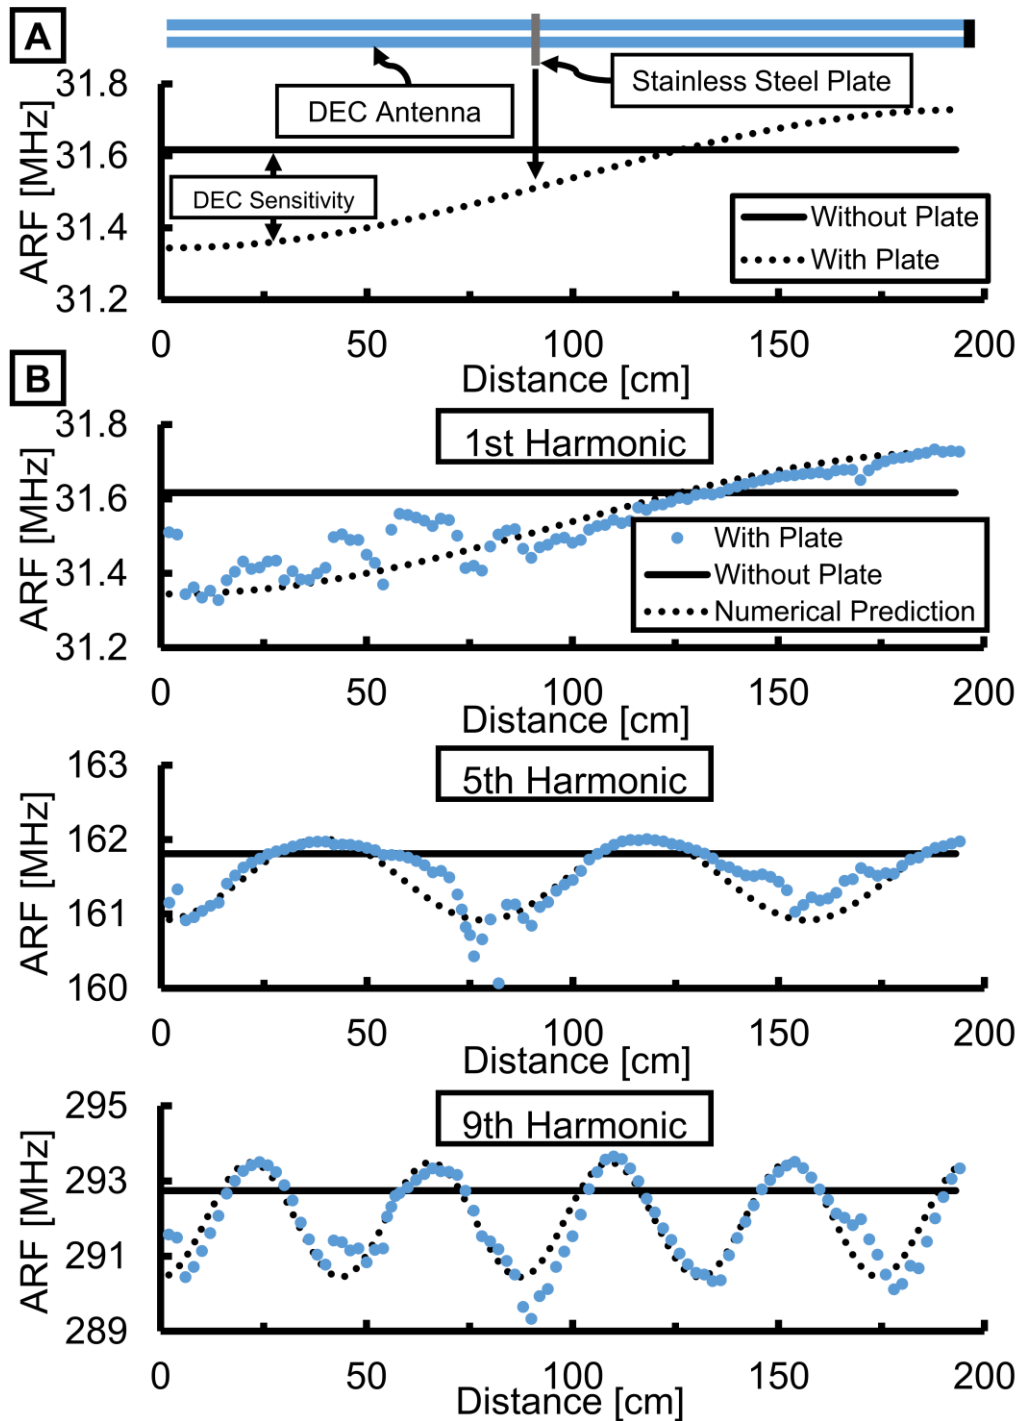 A
Stainless Steel Plate
DEC Antenna
31.8
31.6
31.4
31.2
ARF [MHz]
DEC Sensitivity
Without Plate
With Plate
0 50 100 150 200
Distance [cm]
B
1st Harmonic
31.8
31.6
31.4
31.2
ARF [MHz]
With Plate
Without Plate
Numerical Prediction
0 50 100 150 200
Distance [cm]
5th Harmonic
163
162
161
160
ARF [MHz]
0 50 100 150 200
Distance [cm]
9th Harmonic
295
293
291
289
ARF [MHz]
0 50 100 150 200
Distance [cm]